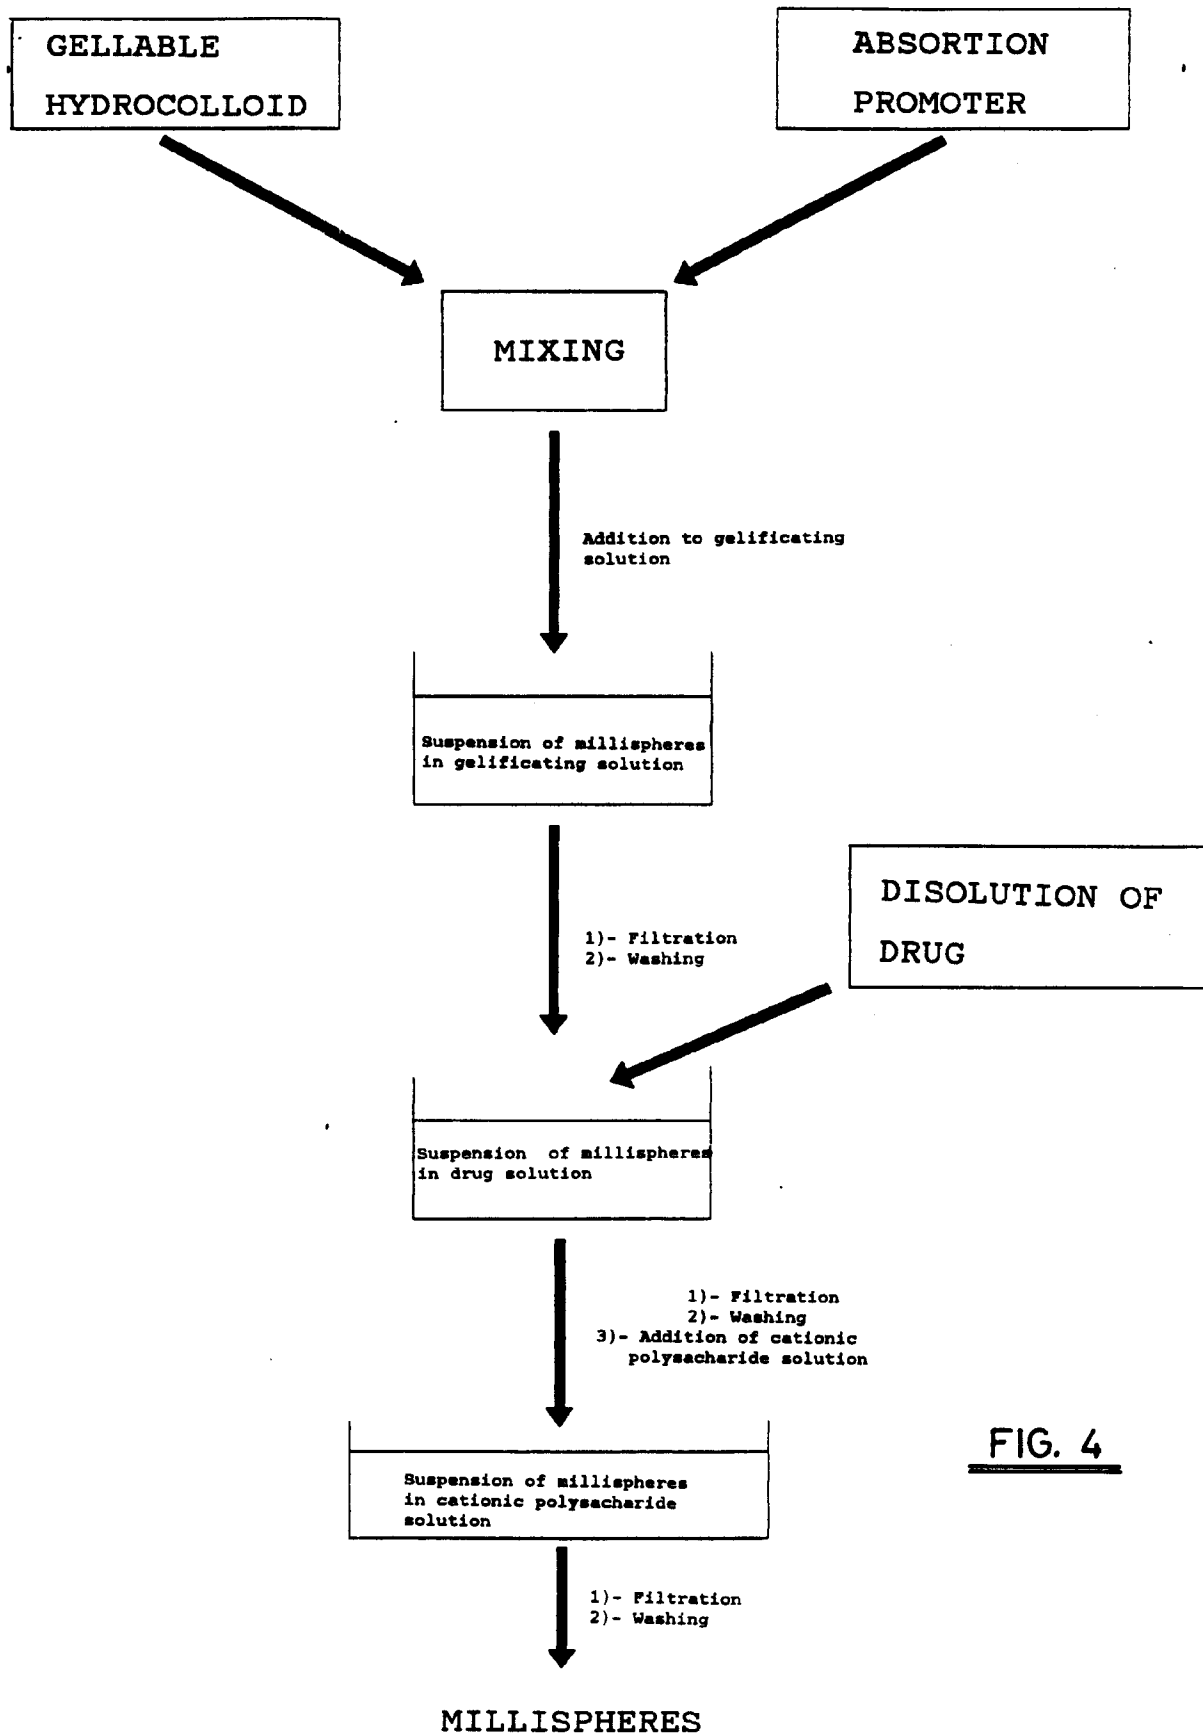 GELLABLE
HYDROCOLLOID
ABSORTION
PROMOTER
MIXING
Addition to gelificating
solution
Suspension of millispheres
in gelificating solution
1)- Filtration
2)- Washing
DISOLUTION OF
DRUG
Suspension of millispheres
in drug solution
1)- Filtration
2)- Washing
3)- Addition of cationic
polysacharide solution
Suspension of millispheres
in cationic polysacharide
solution
FIG. 4
1)- Filtration
2)- Washing
MILLISPHERES